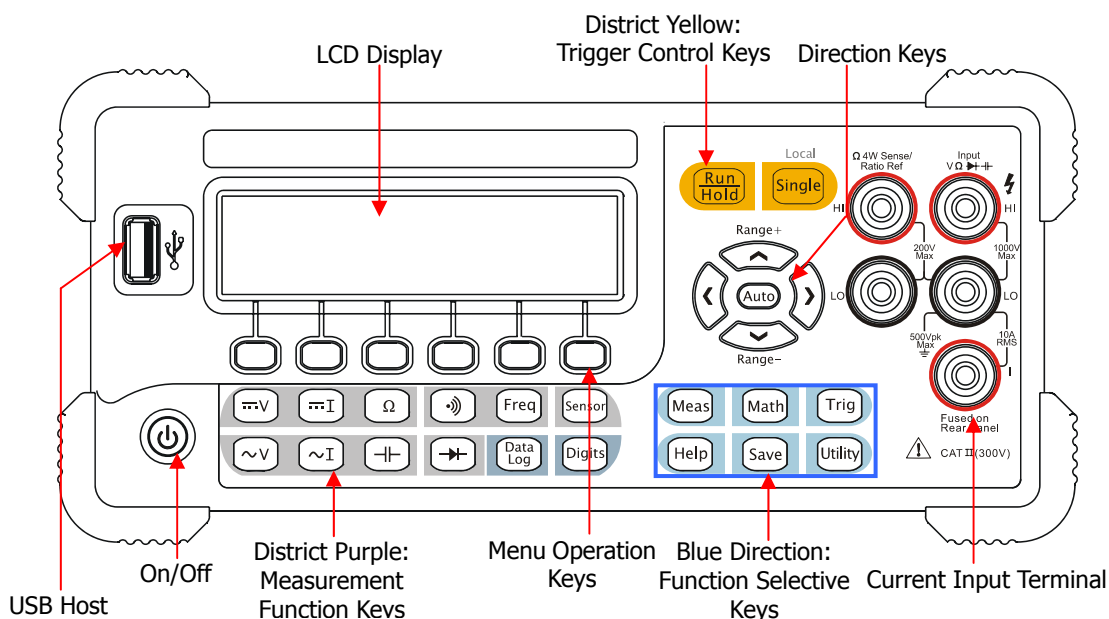 District Yellow:
Trigger Control Keys
LCD Display
Direction Keys
Local
Run
Hold
Single
Ω 4W Sense/
Ratio Ref
Input
V Ω
HI
HI
Range+
200V
Max
1000V
Max
Auto
LO
LO
Range-
500Vpk
Max
10A
RMS
I
Fused on
Rear Panel
CAT II (300V)
V
I
Ω
Freq
Sensor
~V
~I
Data
Log
Digits
Meas
Math
Trig
Help
Save
Utility
On/Off
USB Host
District Purple:
Measurement
Function Keys
Menu Operation
Keys
Blue Direction:
Function Selective
Keys
Current Input Terminal